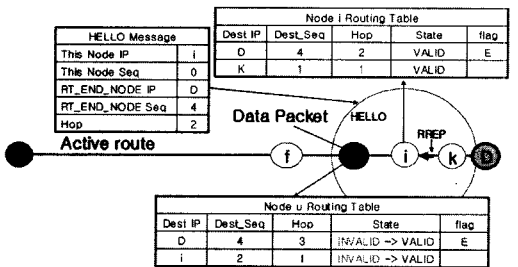 Node i Routing Table
Dest IP Dest_Seq Hop State flag
D 4 2 VALID E
K 1 1 VALID
HELLO Message
This Node IP i
This Node Seq 0
RT_END_NODE IP D
RT_END_NODE Seq 4
Hop 2
Data Packet
HELLO
Active route
RREP
f
i
k
Node u Routing Table
Dest IP Dest_Seq Hop State flag
D 4 3 INVALID -> VALID E
i 2 1 INVALID -> VALID